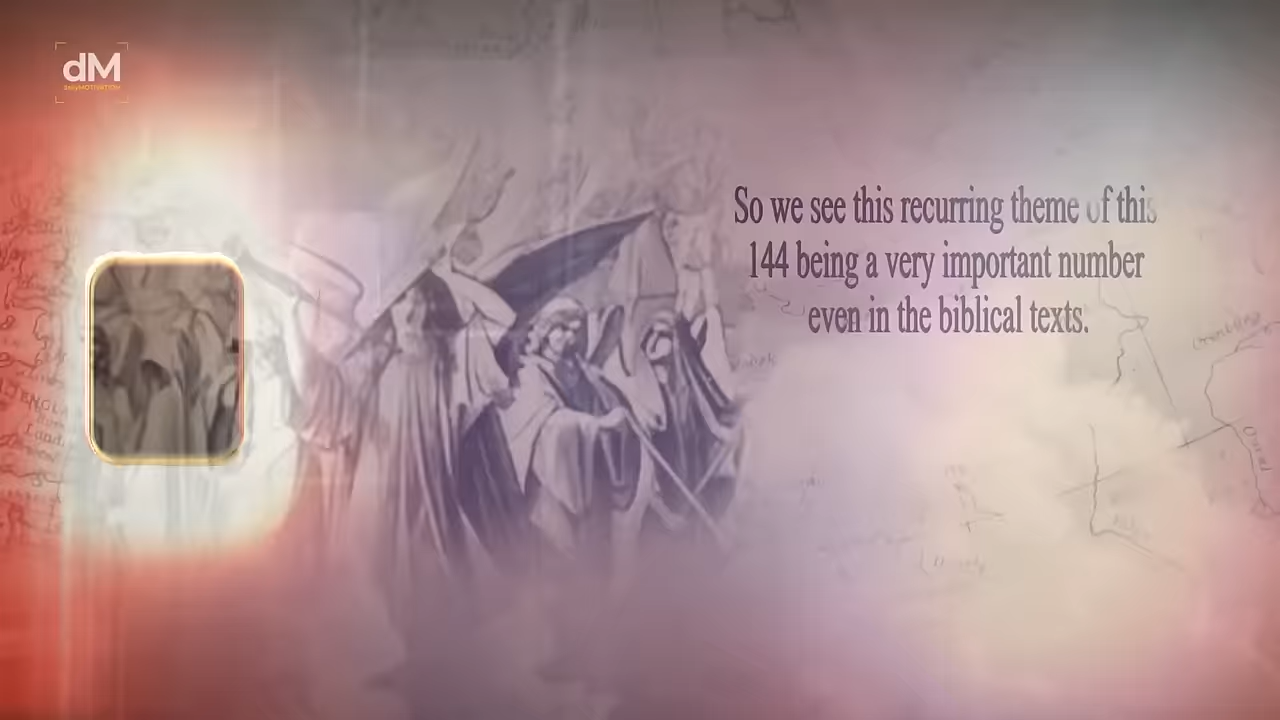 dM
dailyMOTIVATION
So we see this recurring theme of this
144 being a very important number
even in the biblical texts.